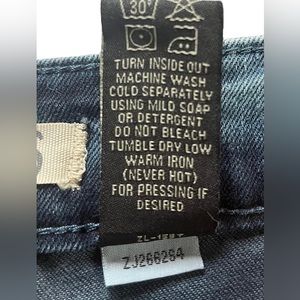 30°
TURN INSIDE OUT
MACHINE WASH
COLD SEPARATELY
USING MILD SOAP
OR DETERGENT
DO NOT BLEACH
TUMBLE DRY LOW
WARM IRON
(NEVER HOT)
FOR PRESSING IF
DESIRED
ZJ266294